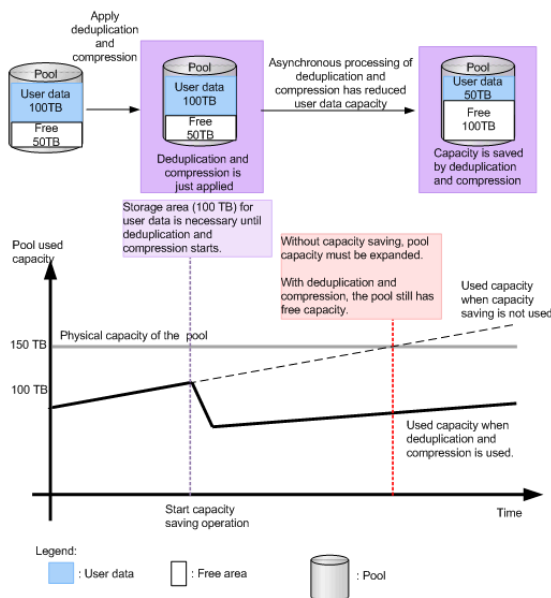 Apply
deduplication
and
compression
Pool
User data
100TB
Free
50TB
Pool
User data
100TB
Free
50TB
Deduplication and
compression is
just applied
Asynchronous processing of
deduplication and
compression has reduced
user data capacity
Pool
User data
50TB
Free
100TB
Capacity is saved
by deduplication
and compression
Storage area (100 TB) for
user data is necessary until
deduplication and
compression starts.
Without capacity saving, pool
capacity must be expanded.
With deduplication and
compression, the pool still has
free capacity.
Pool used
capacity
Used capacity
when capacity
saving is not used
Physical capacity of the pool
150 TB
100 TB
Used capacity when
deduplication and
compression is used.
Start capacity
saving operation
Time
Legend:
: User data
: Free area
: Pool